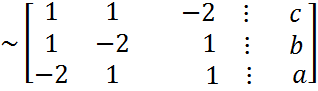 ~ [ 1 1 -2 ⋮ c
1 -2 1 ⋮ b
-2 1 1 ⋮ a ]